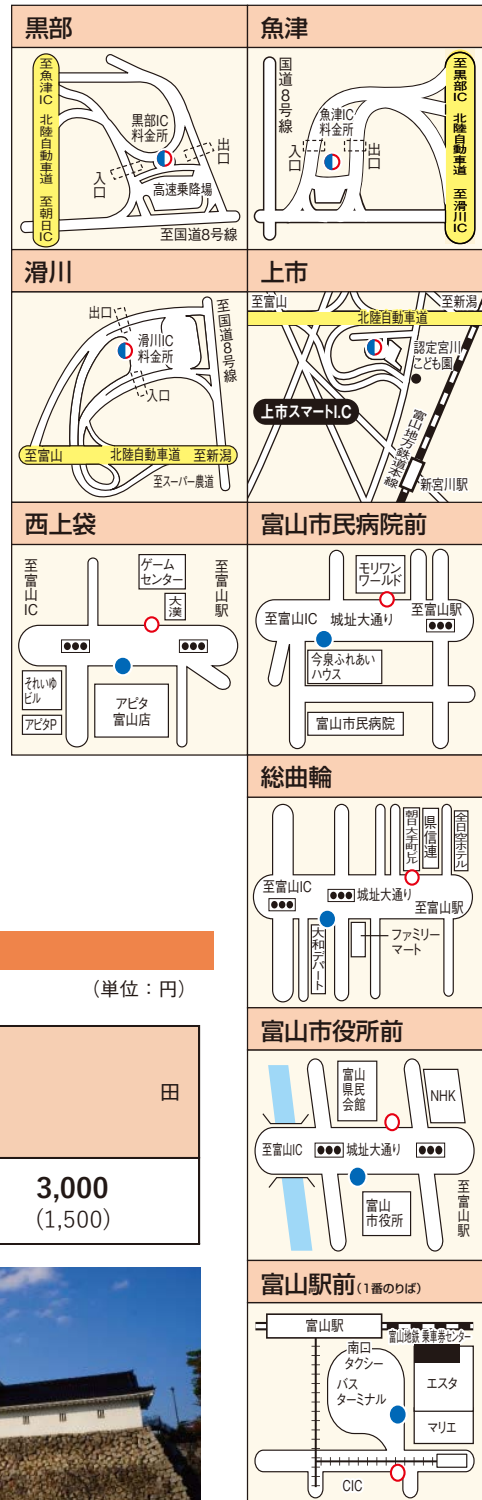 黒部
至魚津IC 北陸自動車道 至朝日IC
黒部IC
料金所
出口
入口
高速乗降場
至国道8号線
魚津
国道8号線
魚津IC
料金所
入口
出口
至黒部IC 北陸自動車道 至滑川IC
滑川
出口
滑川IC
料金所
入口
至国道8号線
至富山 北陸自動車道 至新潟
至スーパー農道
上市
至富山
至新潟
北陸自動車道
認定宮川
こども園
上市スマートI.C
富山地方鉄道本線
新宮川駅
西上袋
至富山IC
ゲーム
センター
大漢
至富山駅
それいゆ
ビル
アピタP
アピタ
富山店
富山市民病院前
モリワン
ワールド
至富山IC 城址大通り
至富山駅
今泉ふれあい
ハウス
富山市民病院
総曲輪
朝日大手町ビル
県信連
全日空ホテル
至富山IC
城址大通り
至富山駅
大和デパート
ファミリー
マート
(単位:円)
田
3,000
(1,500)
富山市役所前
富山
県民
会館
NHK
至富山IC 城址大通り
至富山駅
富山
市役所
富山駅前(1番のりば)
富山駅
富山地鉄 乗車券センター
南口
タクシー
バス
ターミナル
エスタ
マリエ
CIC